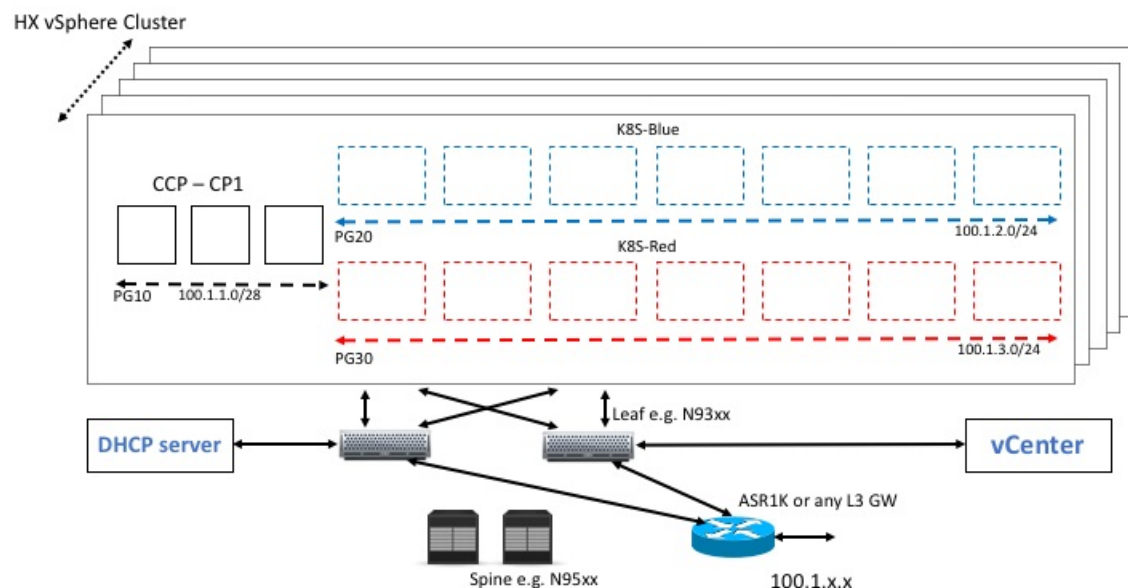 HX vSphere Cluster
K8S-Blue
CCP – CP1
PG20
100.1.2.0/24
K8S-Red
PG10
100.1.1.0/28
PG30
100.1.3.0/24
Leaf e.g. N93xx
DHCP server
vCenter
ASR1K or any L3 GW
Spine e.g. N95xx
100.1.x.x